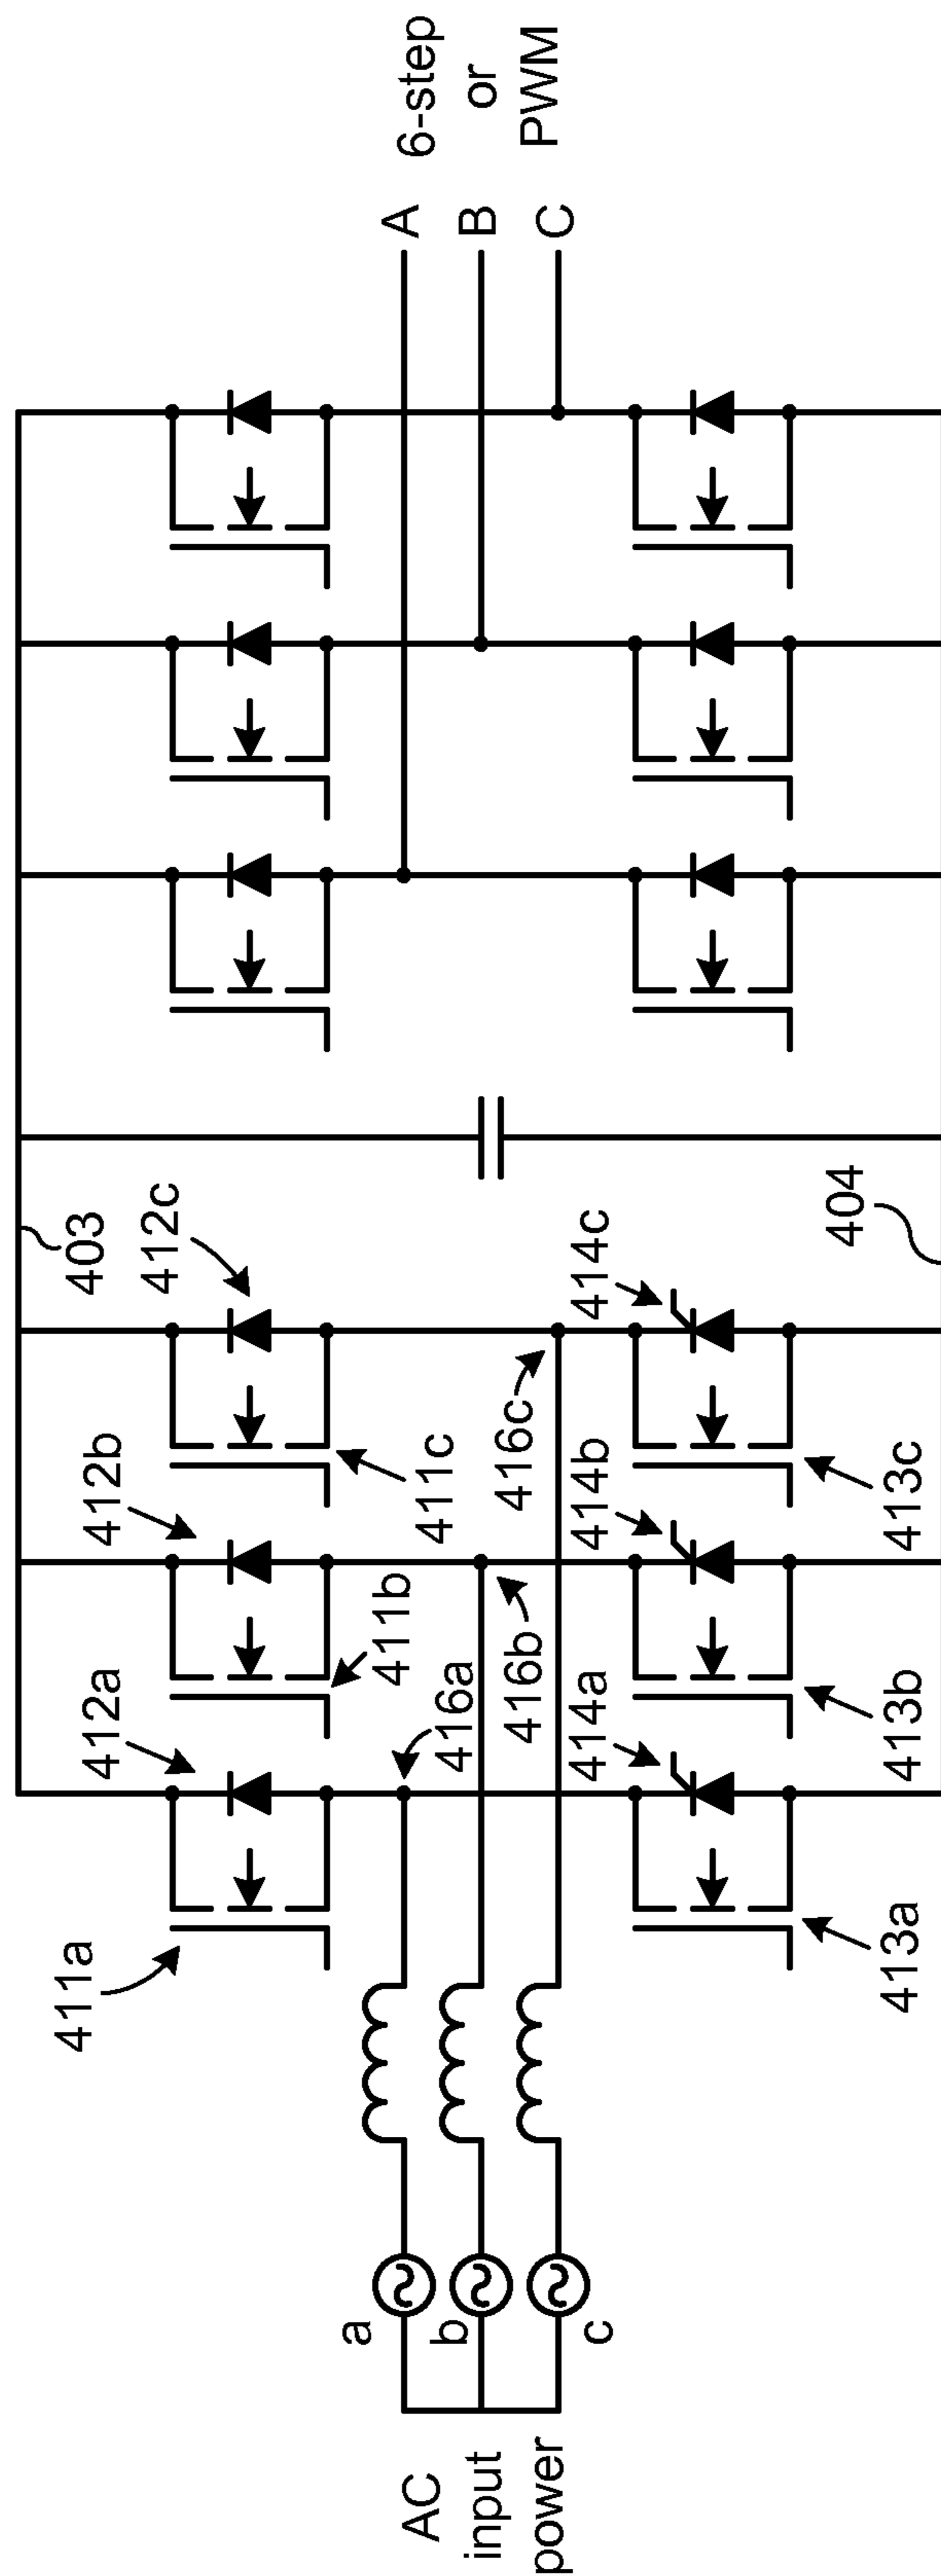 AC
input
power
a
b
c
411a
412a
411b
412b
411c
412c
403
416a
416b
416c
413a
414a
413b
414b
413c
414c
404
A
B
C
6-step
or
PWM